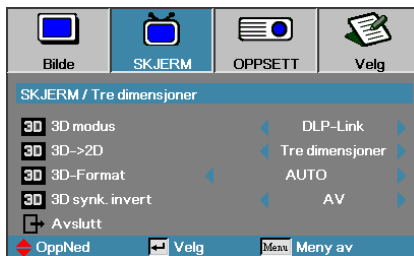 Bilde SKJERM OPPSETT Velg
SKJERM / Tre dimensjoner
3D 3D modus DLP-Link
3D 3D->2D Tre dimensjoner
3D 3D-Format AUTO
3D 3D synk. invert AV
Avslutt
OppNed Velg Menu Meny av